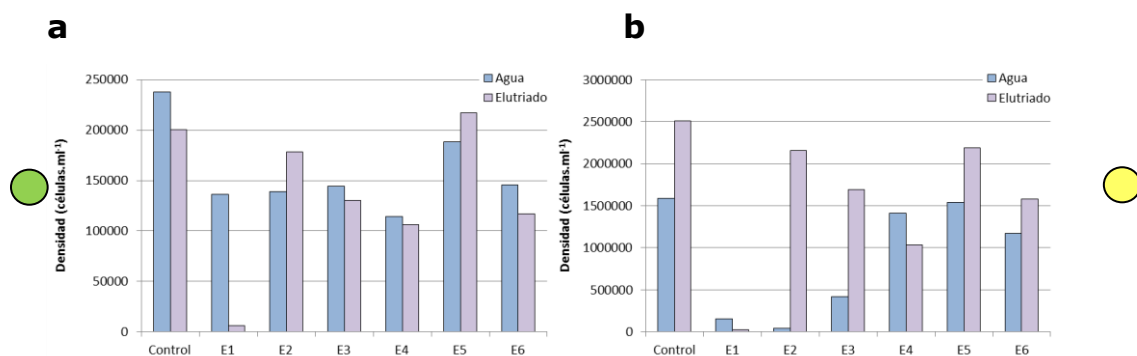 a
Densidad (células.ml-1)
250000
200000
150000
100000
50000
0
Agua
Elutriado
Control E1 E2 E3 E4 E5 E6
b
Densidad (células.ml-1)
3000000
2500000
2000000
1500000
1000000
500000
0
Agua
Elutriado
Control E1 E2 E3 E4 E5 E6